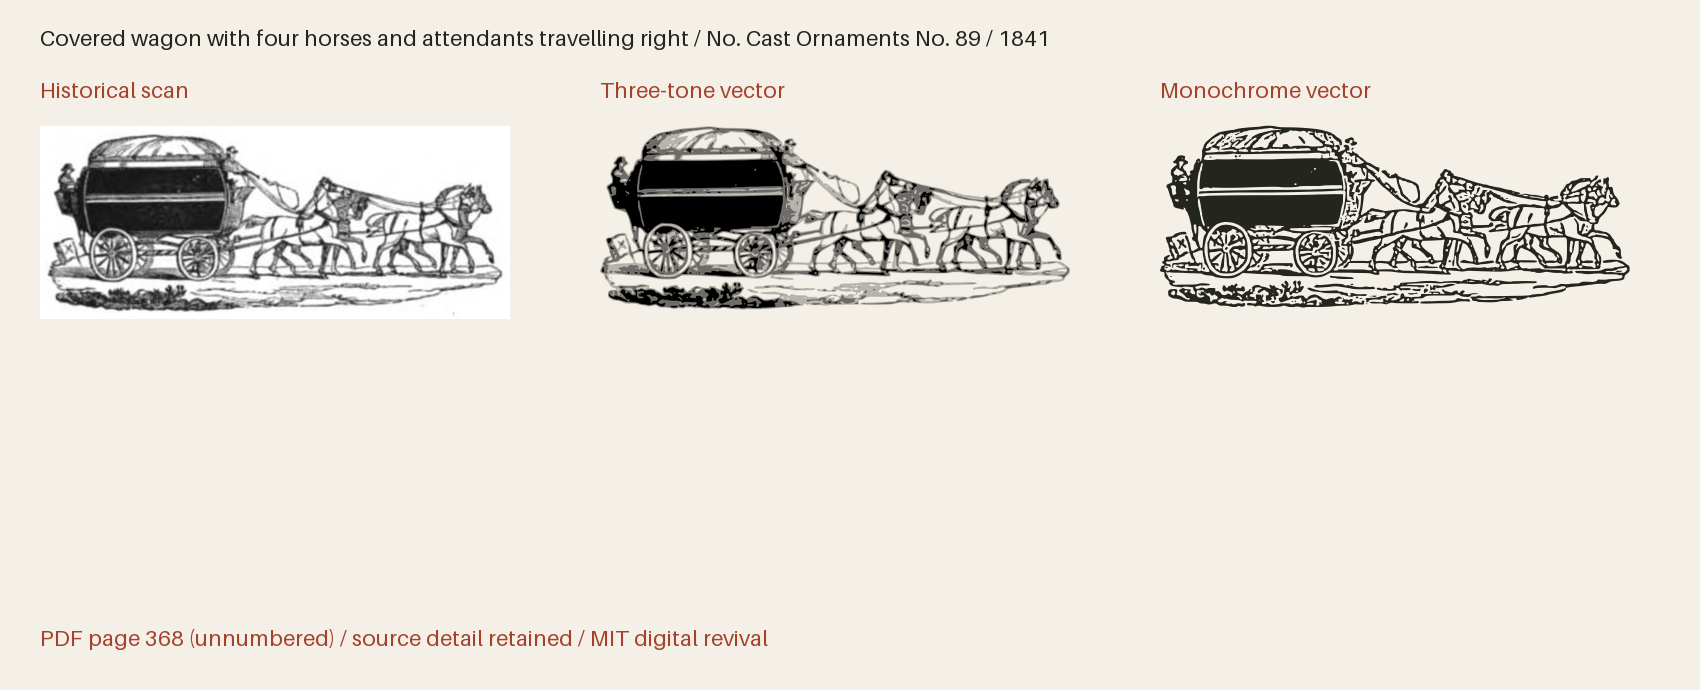 Covered wagon with four horses and attendants travelling right / No. Cast Ornaments No. 89 / 1841
Historical scan
Three-tone vector
Monochrome vector
PDF page 368 (unnumbered) / source detail retained / MIT digital revival